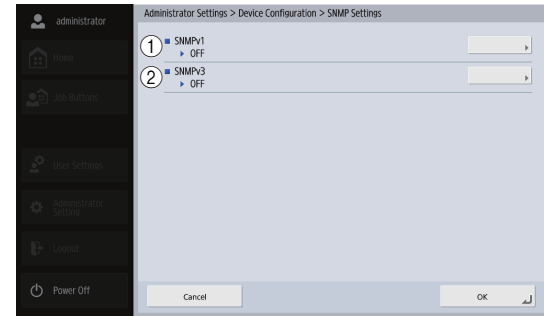 administrator
Administrator Settings > Device Configuration > SNMP Settings
Home
Job Buttons
User Settings
Administrator
Setting
Logout
Power Off
1 SNMPv1
OFF
2 SNMPv3
OFF
Cancel
OK